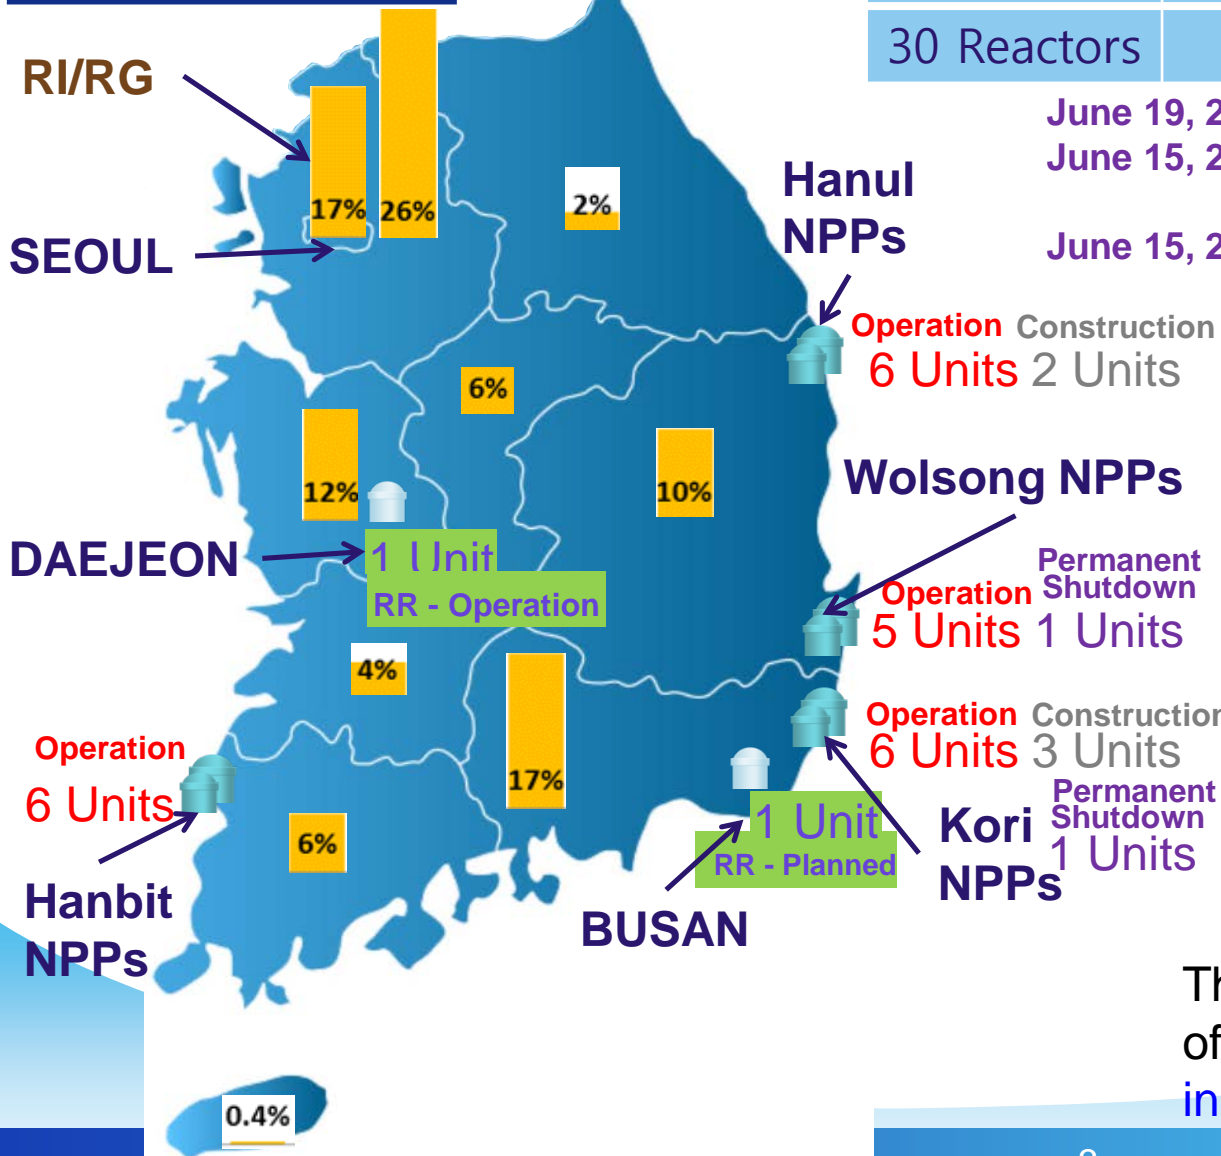 30 Reactors
RI/RG
June 19, 2
June 15, 2
Hanul
NPPs
17%
26%
2%
SEOUL
June 15, 2
Operation Construction
6 Units 2 Units
6%
12%
10%
Wolsong NPPs
DAEJEON
1 Unit
RR - Operation
Permanent
Shutdown
Operation
5 Units 1 Units
4%
Operation Construction
6 Units 3 Units
Operation
6 Units
17%
1 Unit
RR - Planned
Kori
NPPs
Permanent
Shutdown
1 Units
6%
Hanbit
NPPs
BUSAN
of
in
0.4%